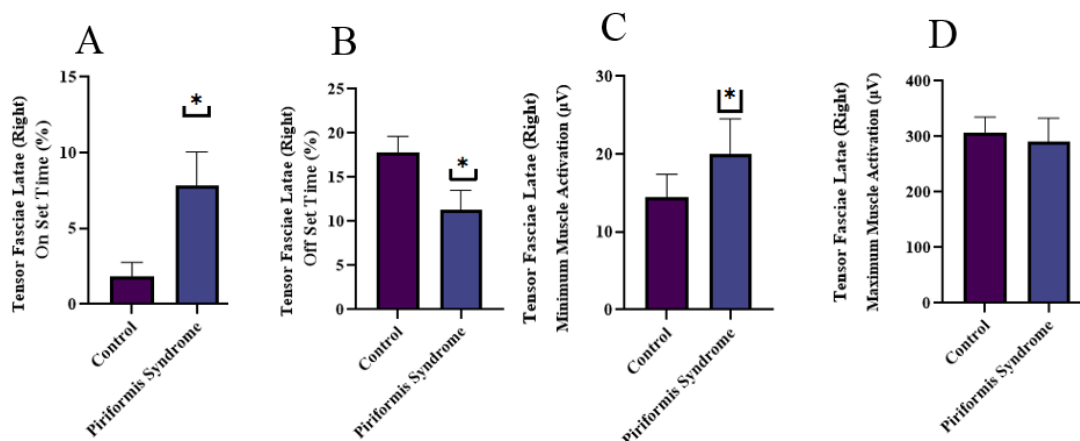 A
Tensor Fasciae Latae (Right)
On Set Time (%)
15
10
5
0
*
Control
Piriformis Syndrome
B
Tensor Fasciae Latae (Right)
Off Set Time (%)
25
20
15
10
5
0
*
Control
Piriformis Syndrome
C
Tensor Fasciae Latae (Right)
Minimum Muscle Activation (µV)
30
20
10
0
*
Control
Piriformis Syndrome
D
Tensor Fasciae Latae (Right)
Maximum Muscle Activation (µV)
400
300
200
100
0
Control
Piriformis Syndrome